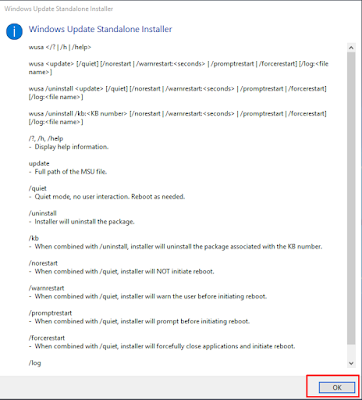 Windows Update Standalone Installer
Windows Update Standalone Installer
wusa </? | /h | /help>
wusa <update> [/quiet] [/norestart | /warnrestart:<seconds> | /promptrestart | /forcerestart] [/log:<file
name>]
wusa /uninstall <update> [/quiet] [/norestart | /warnrestart:<seconds> | /promptrestart | /forcerestart]
[/log:<file name>]
wusa /uninstall /kb:<KB number> [/quiet] [/norestart | /warnrestart:<seconds> | /promptrestart | /forcerestart]
[/log:<file name>]
/?, /h, /help
- Display help information.
update
- Full path of the MSU file.
/quiet
- Quiet mode, no user interaction. Reboot as needed.
/uninstall
- Installer will uninstall the package.
/kb
- When combined with /uninstall, installer will uninstall the package associated with the KB number.
/norestart
- When combined with /quiet, installer will NOT initiate reboot.
/warnrestart
- When combined with /quiet, installer will warn the user before initiating reboot.
/promptrestart
- When combined with /quiet, installer will prompt before initiating reboot.
/forcerestart
- When combined with /quiet, installer will forcefully close applications and initiate reboot.
/log
OK